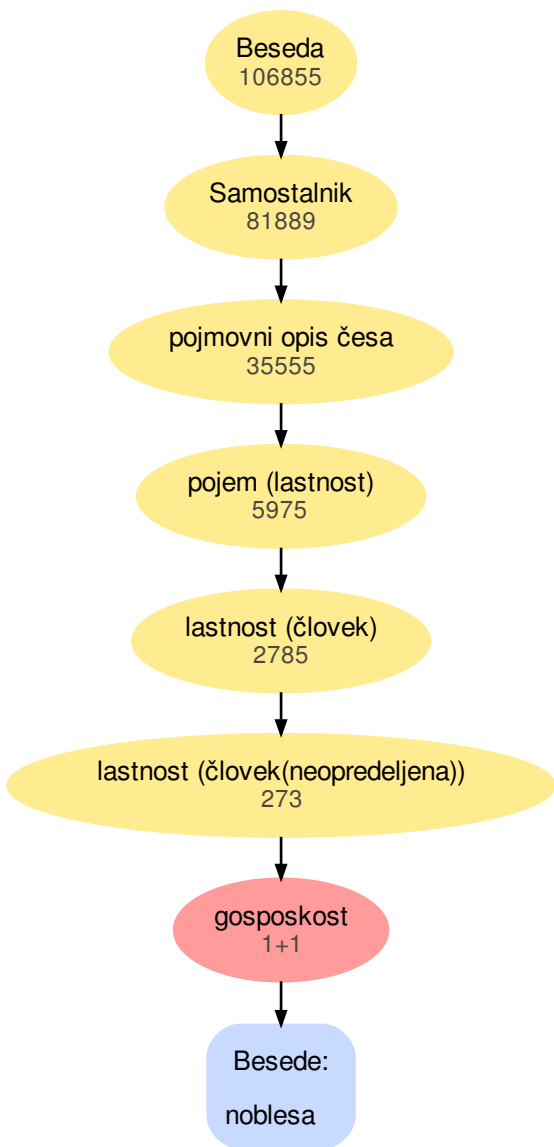 Beseda
106855
Samostalnik
81889
pojmovni opis česa
35555
pojem (lastnost)
5975
lastnost (človek)
2785
lastnost (človek(neopredeljena))
273
gosposkost
1+1
Besede:
noblesa